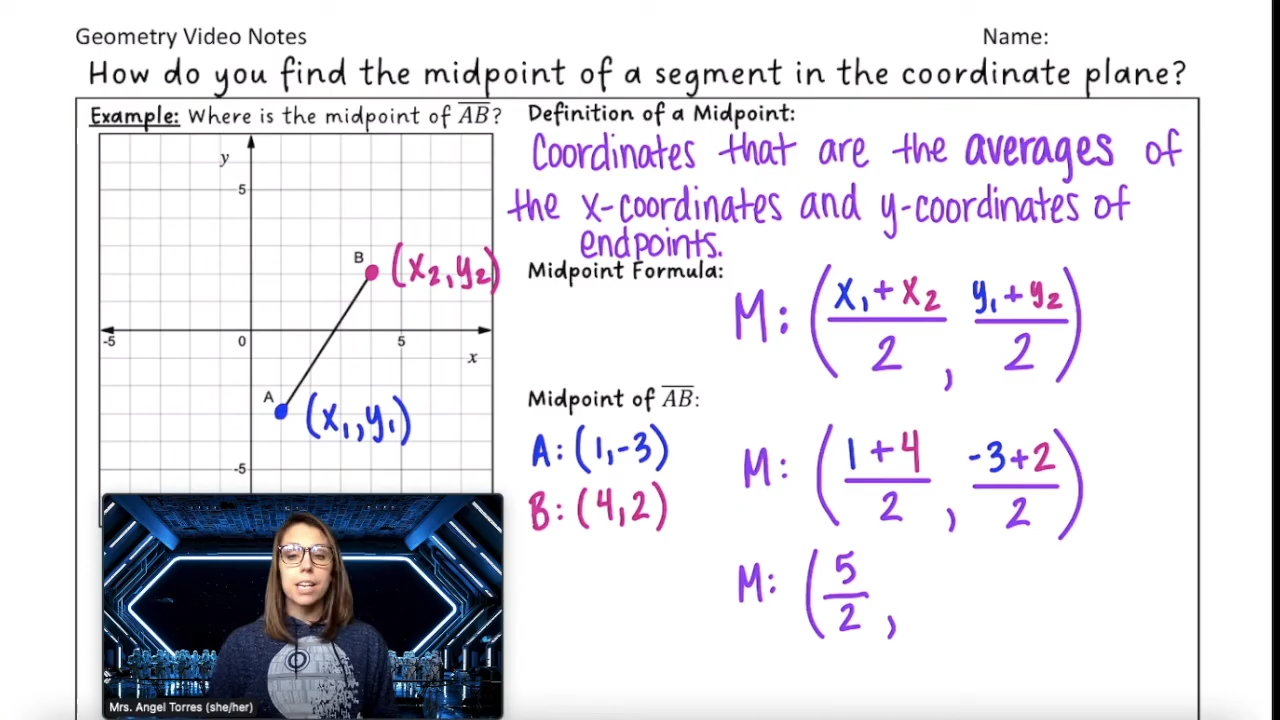 Geometry Video Notes
Name:
How do you find the midpoint of a segment in the coordinate plane?
Example: Where is the midpoint of AB?
y
5
B
(x₂, y₂)
-5
0
5
x
A
(x₁, y₁)
-5
Mrs. Angel Torres (she/her)
Definition of a Midpoint:
Coordinates that are the averages of
the x-coordinates and y-coordinates of
endpoints.
Midpoint Formula:
M: (x₁ + x₂ / 2, y₁ + y₂ / 2)
Midpoint of AB:
A: (1, -3)
B: (4, 2)
M: (1 + 4 / 2, -3 + 2 / 2)
M: (5 / 2,